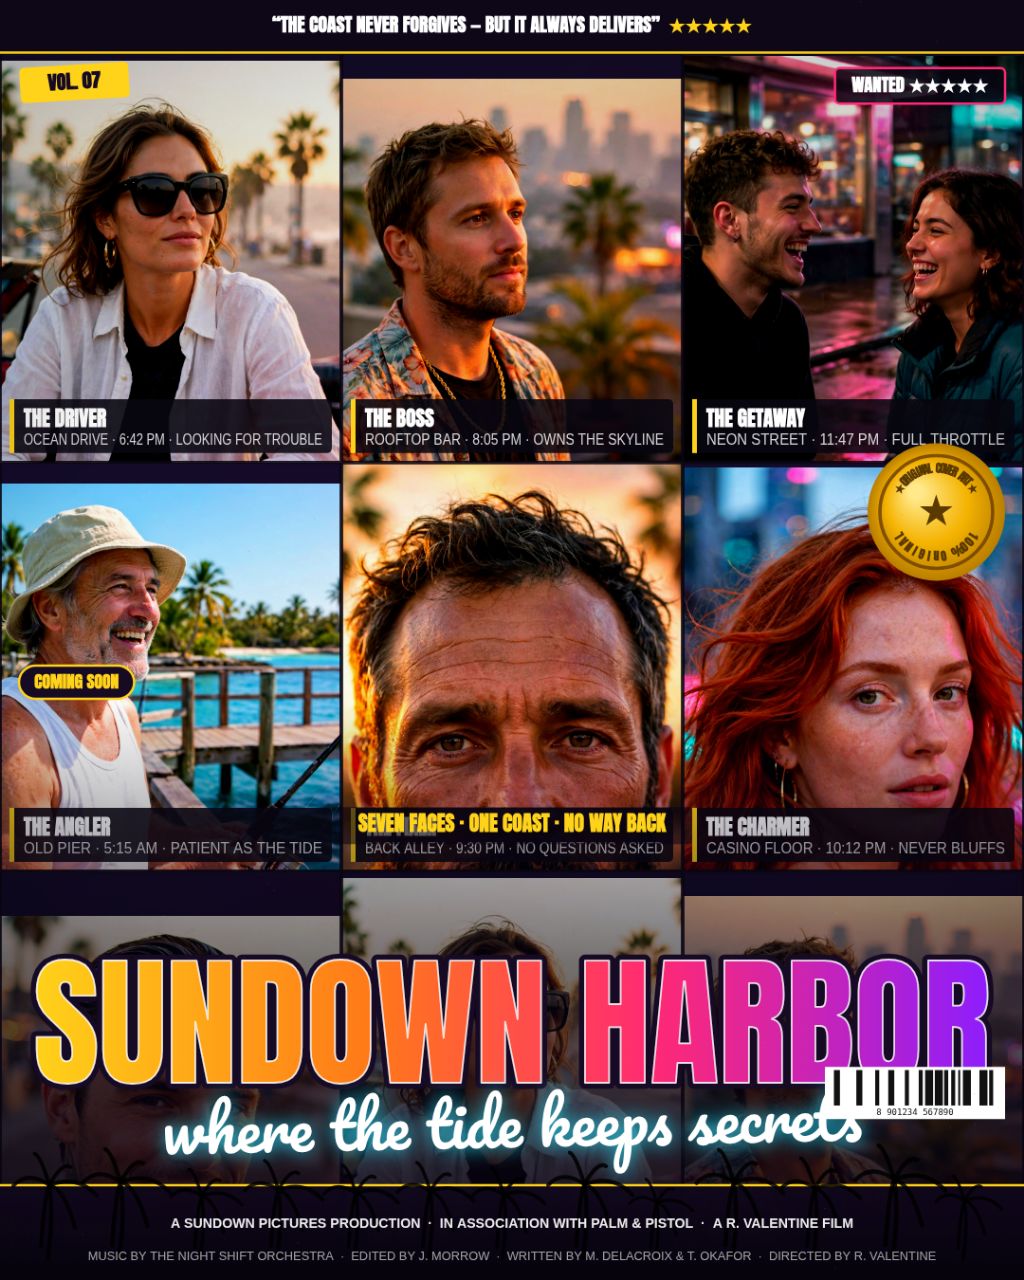 “THE COAST NEVER FORGIVES – BUT IT ALWAYS DELIVERS” ★★★★★
VOL. 07
WANTED ★★★★★
THE DRIVER
OCEAN DRIVE · 6:42 PM · LOOKING FOR TROUBLE
THE BOSS
ROOFTOP BAR · 8:05 PM · OWNS THE SKYLINE
THE GETAWAY
NEON STREET · 11:47 PM · FULL THROTTLE
★ ORIGINAL COVER ART ★
100% ORIGINAL
COMING SOON
THE ANGLER
OLD PIER · 5:15 AM · PATIENT AS THE TIDE
SEVEN FACES · ONE COAST · NO WAY BACK
BACK ALLEY · 9:30 PM · NO QUESTIONS ASKED
THE CHARMER
CASINO FLOOR · 10:12 PM · NEVER BLUFFS
SUNDOWN HARBOR
8 901234 567890
where the tide keeps secrets
A SUNDOWN PICTURES PRODUCTION · IN ASSOCIATION WITH PALM & PISTOL · A R. VALENTINE FILM
MUSIC BY THE NIGHT SHIFT ORCHESTRA · EDITED BY J. MORROW · WRITTEN BY M. DELACROIX & T. OKAFOR · DIRECTED BY R. VALENTINE